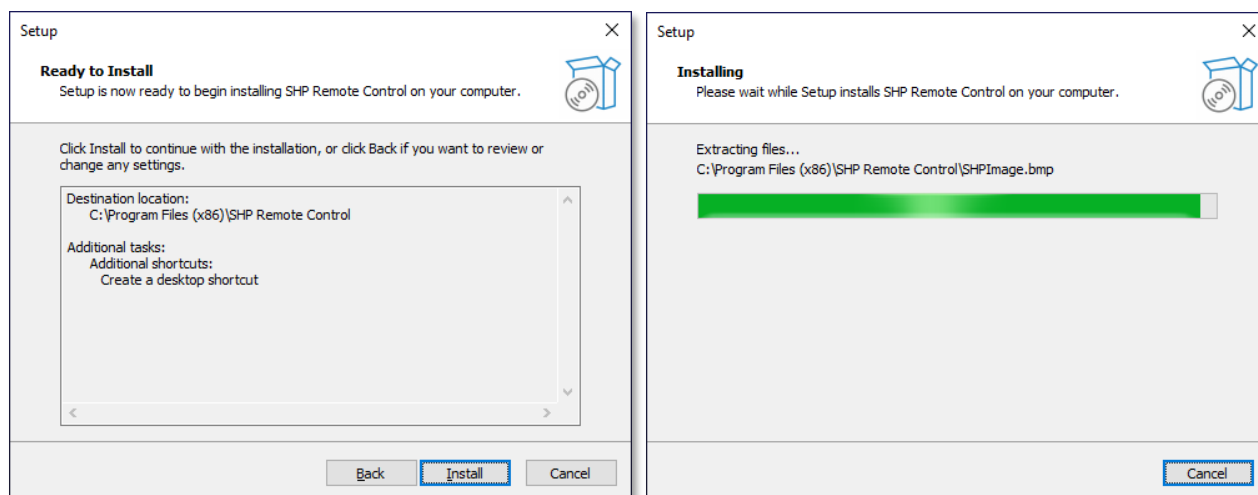 Setup
Ready to Install
Setup is now ready to begin installing SHP Remote Control on your computer.
Click Install to continue with the installation, or click Back if you want to review or
change any settings.
Destination location:
C:\Program Files (x86)\SHP Remote Control
Additional tasks:
Additional shortcuts:
Create a desktop shortcut
Back
Install
Cancel
Setup
Installing
Please wait while Setup installs SHP Remote Control on your computer.
Extracting files...
C:\Program Files (x86)\SHP Remote Control\SHPImage.bmp
Cancel